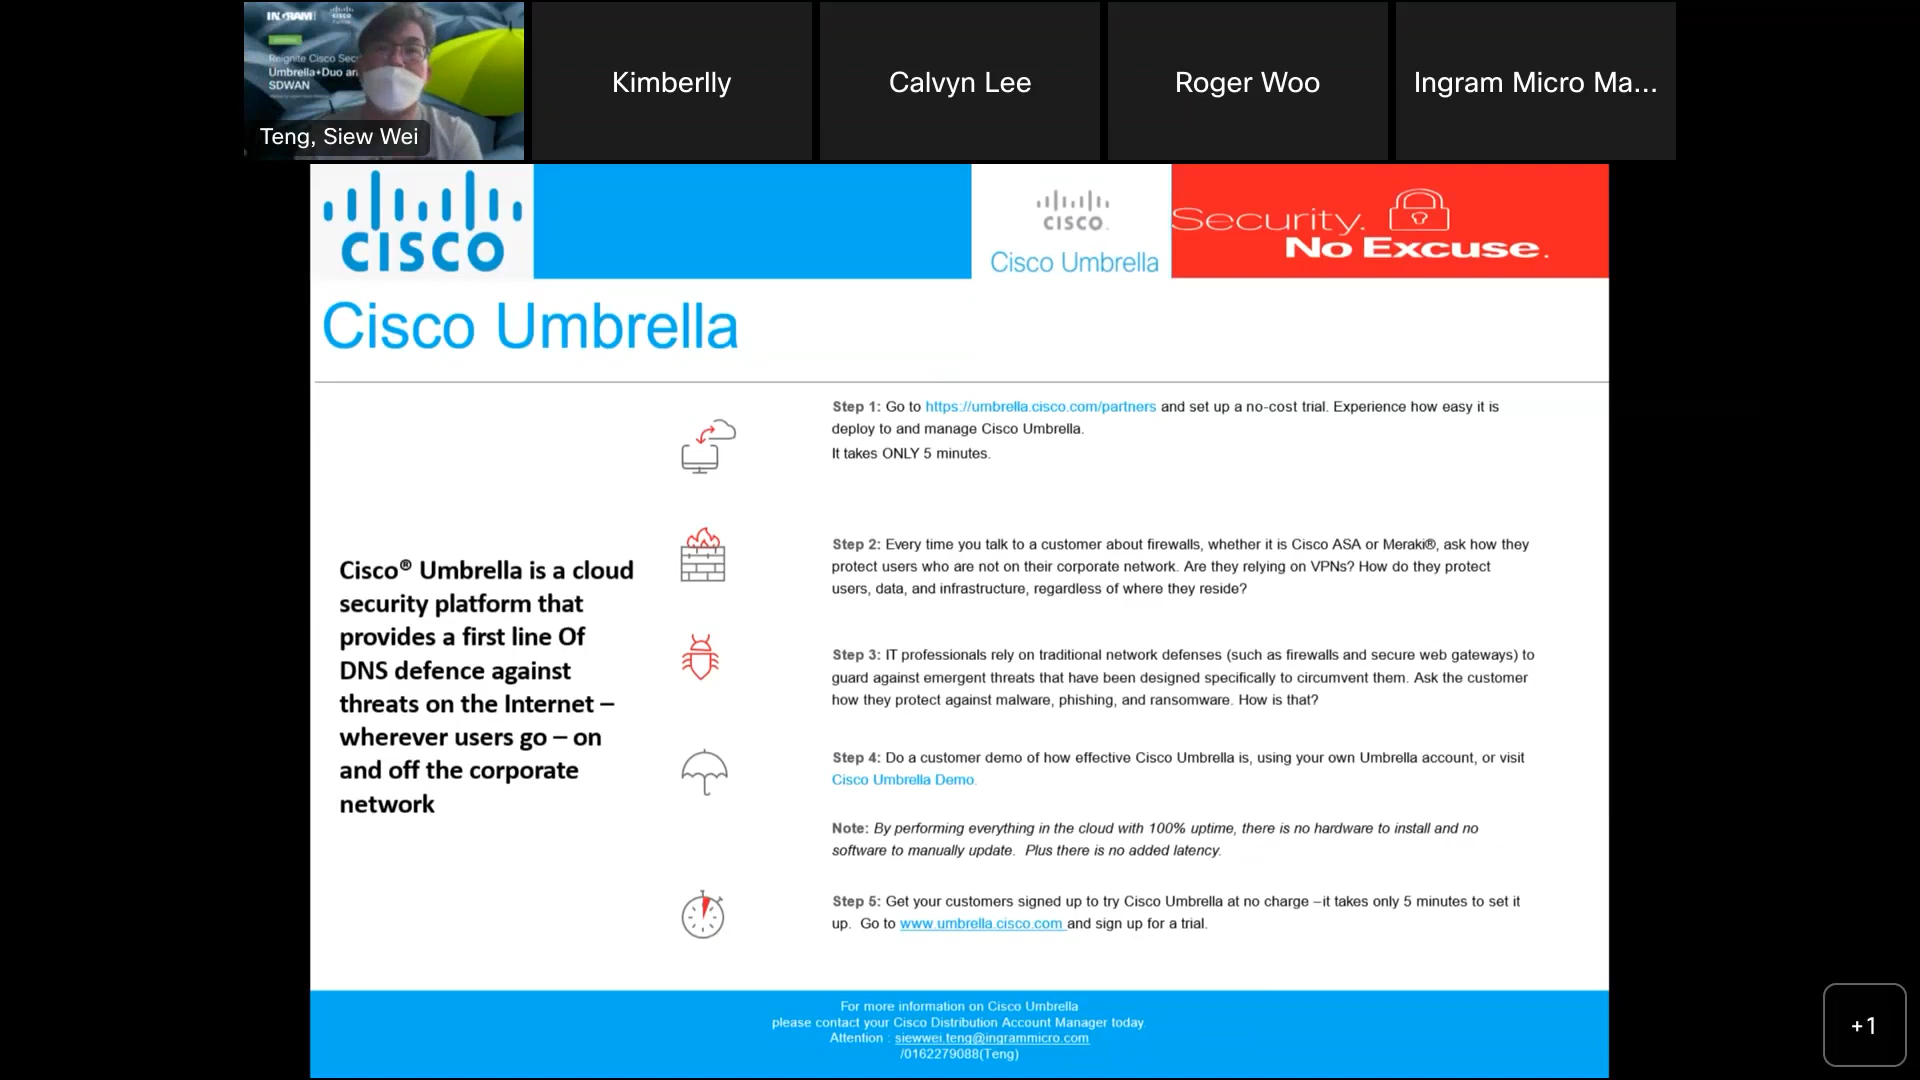 INGRAM
CISCO
Reignite Cisco Sec
Umbrella+Duo an
SDWAN
Teng, Siew Wei
Kimberlly
Calvyn Lee
Roger Woo
Ingram Micro Ma...
CISCO
CISCO.
Cisco Umbrella
Security.
No Excuse.
Cisco Umbrella
Cisco® Umbrella is a cloud
security platform that
provides a first line Of
DNS defence against
threats on the Internet –
wherever users go – on
and off the corporate
network
Step 1: Go to https://umbrella.cisco.com/partners and set up a no-cost trial. Experience how easy it is
deploy to and manage Cisco Umbrella.
It takes ONLY 5 minutes.
Step 2: Every time you talk to a customer about firewalls, whether it is Cisco ASA or Meraki®, ask how they
protect users who are not on their corporate network. Are they relying on VPNs? How do they protect
users, data, and infrastructure, regardless of where they reside?
Step 3: IT professionals rely on traditional network defenses (such as firewalls and secure web gateways) to
guard against emergent threats that have been designed specifically to circumvent them. Ask the customer
how they protect against malware, phishing, and ransomware. How is that?
Step 4: Do a customer demo of how effective Cisco Umbrella is, using your own Umbrella account, or visit
Cisco Umbrella Demo.
Note: By performing everything in the cloud with 100% uptime, there is no hardware to install and no
software to manually update. Plus there is no added latency.
Step 5: Get your customers signed up to try Cisco Umbrella at no charge –it takes only 5 minutes to set it
up. Go to www.umbrella.cisco.com and sign up for a trial.
For more information on Cisco Umbrella
please contact your Cisco Distribution Account Manager today.
Attention : siewwei.teng@ingrammicro.com
/0162279088(Teng)
+1